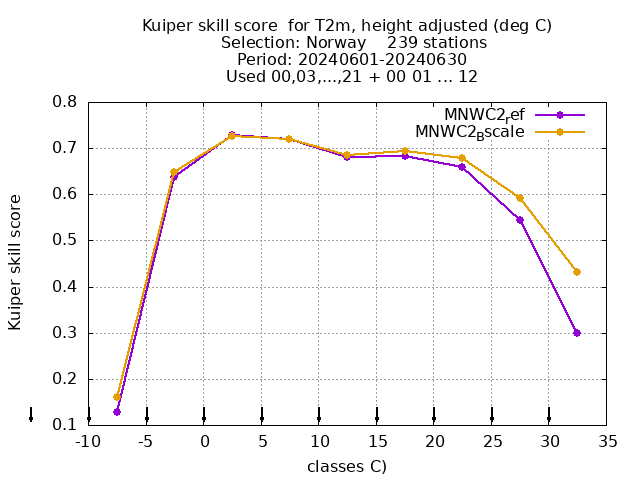 Kuiper skill score  for T2m, height adjusted (deg C)
Selection: Norway    239 stations
Period: 20240601-20240630
Used 00,03,...,21 + 00 01 ... 12
MNWC2ref
MNWC2Bscale
0.8
0.7
0.6
0.5
0.4
0.3
0.2
0.1
Kuiper skill score
-10 -5 0 5 10 15 20 25 30 35
classes C)